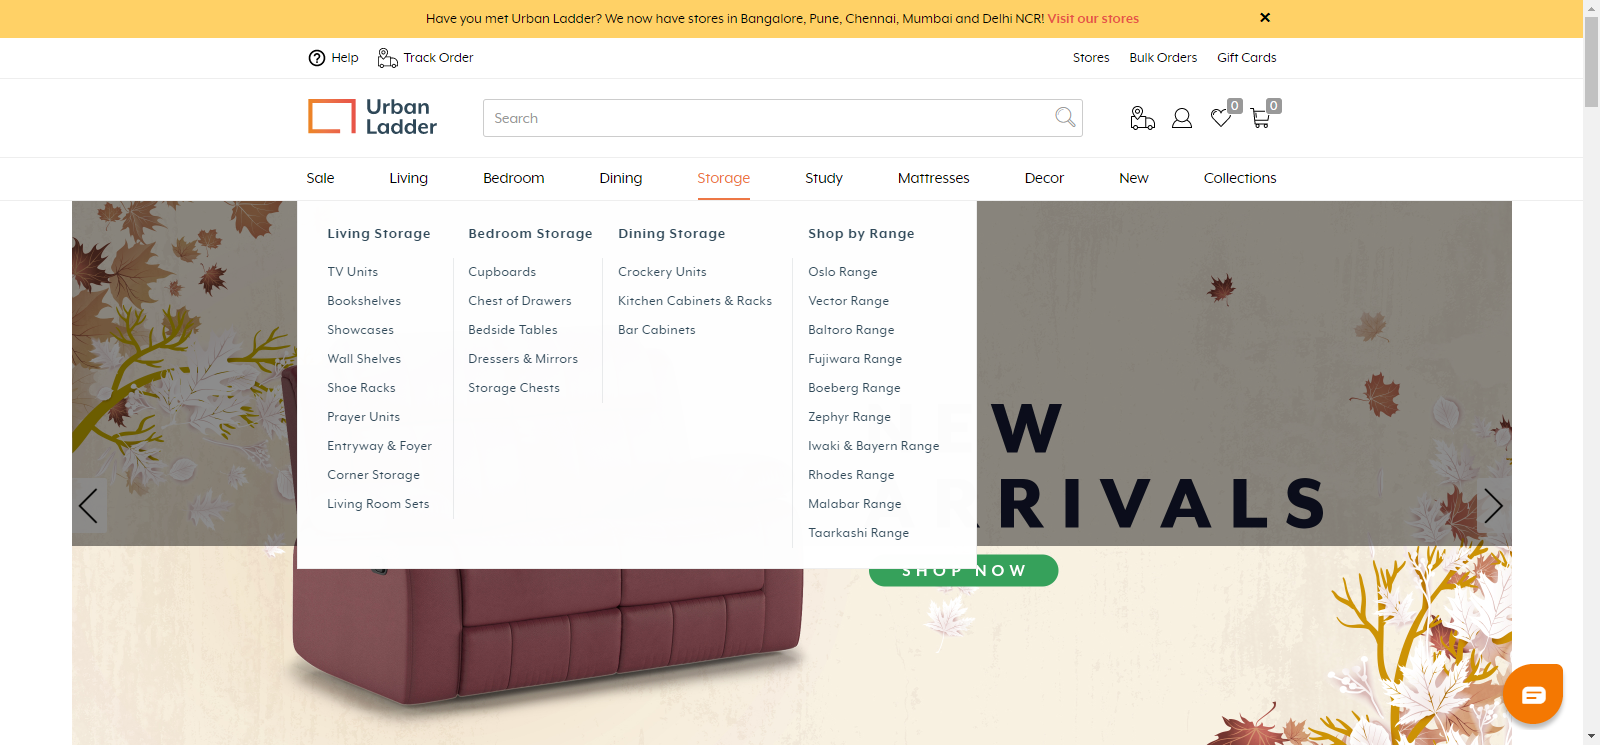 Have you met Urban Ladder? We now have stores in Bangalore, Pune, Chennai, Mumbai and Delhi NCR! Visit our stores
Help
Track Order
Stores
Bulk Orders
Gift Cards
Urban
Ladder
Search
0
0
Sale
Living
Bedroom
Dining
Storage
Study
Mattresses
Decor
New
Collections
Living Storage
TV Units
Bookshelves
Showcases
Wall Shelves
Shoe Racks
Prayer Units
Entryway & Foyer
Corner Storage
Living Room Sets
Bedroom Storage
Cupboards
Chest of Drawers
Bedside Tables
Dressers & Mirrors
Storage Chests
Dining Storage
Crockery Units
Kitchen Cabinets & Racks
Bar Cabinets
Shop by Range
Oslo Range
Vector Range
Baltoro Range
Fujiwara Range
Boeberg Range
Zephyr Range
Iwaki & Bayern Range
Rhodes Range
Malabar Range
Taarkashi Range
NEW
ARRIVALS
SHOP NOW